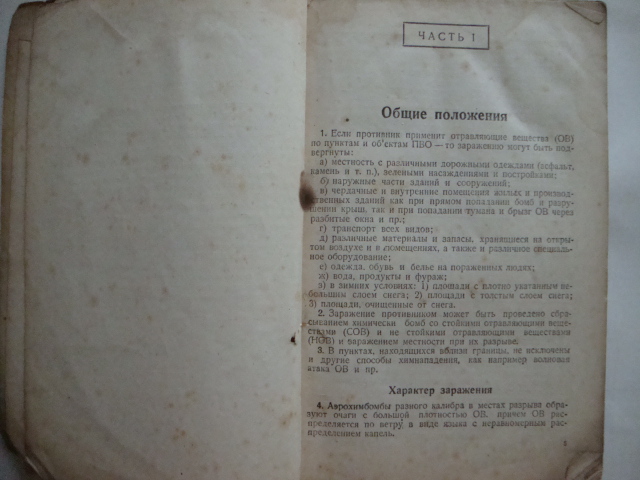 ЧАСТЬ I
Общие положения
1. Если противник применит отравляющие вещества (ОВ)
по пунктам и об'ектам ПВО — то заражению могут быть под-
вергнуты:
а) местность с различными дорожными одеждами (асфальт,
камень и т. п.), зелеными насаждениями и постройками;
б) наружные части зданий и сооружений;
в) чердачные и внутренние помещения жилых и производ-
ственных зданий как при прямом попадании бомб и разру-
шении крыш, так и при попадании тумана и брызг ОВ через
разбитые окна и пр.;
г) транспорт всех видов;
д) различные материалы и запасы, хранящиеся на откры-
том воздухе и в помещениях, а также и различное специаль-
ное оборудование;
е) одежда, обувь и белье на пораженных людях;
ж) вода, продукты и фураж;
з) в зимних условиях: 1) площади с плотно укатанным не-
большим слоем снега; 2) площади с толстым слоем снега;
3) площади, очищенные от снега.
2. Заражение противником может быть проведено сбра-
сыванием химически бомб со стойкими отравляющими веще-
ствами (СОВ) и не стойкими отравляющими веществами
(НОВ) и заражением местности при их разрыве.
3. В пунктах, находящихся вблизи границы, не исключены
и другие способы химнападения, как например волновая
атака ОВ и пр.
Характер заражения
4. Аэрохимбомбы разного калибра в местах разрыва обра-
зуют очаги с большой плотностью ОВ, причем ОВ рас-
пределяется по ветру в виде языка с неравномерным рас-
пределением капель.